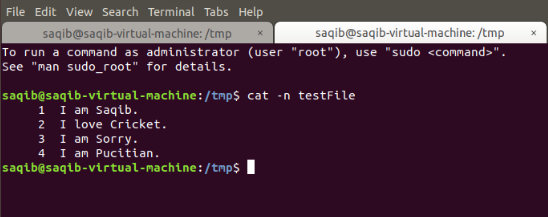 File Edit View Search Terminal Tabs Help
saqib@saqib-virtual-machine: /tmp × saqib@saqib-virtual-machine: /tmp ×
To run a command as administrator (user "root"), use "sudo <command>".
See "man sudo_root" for details.
saqib@saqib-virtual-machine:/tmp$ cat -n testFile
1 I am Saqib.
2 I love Cricket.
3 I am Sorry.
4 I am Pucitian.
saqib@saqib-virtual-machine:/tmp$